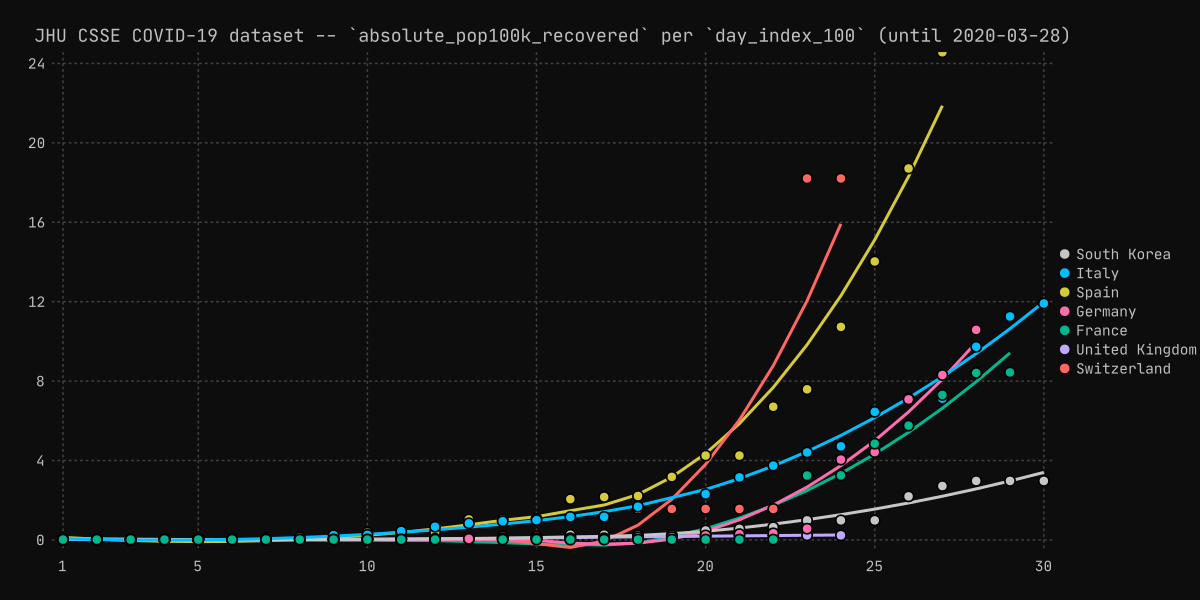 JHU CSSE COVID-19 dataset -- `absolute_pop100k_recovered` per `day_index_100` (until 2020-03-28)
24
20
16
12
8
4
0
1 5 10 15 20 25 30
South Korea
Italy
Spain
Germany
France
United Kingdom
Switzerland